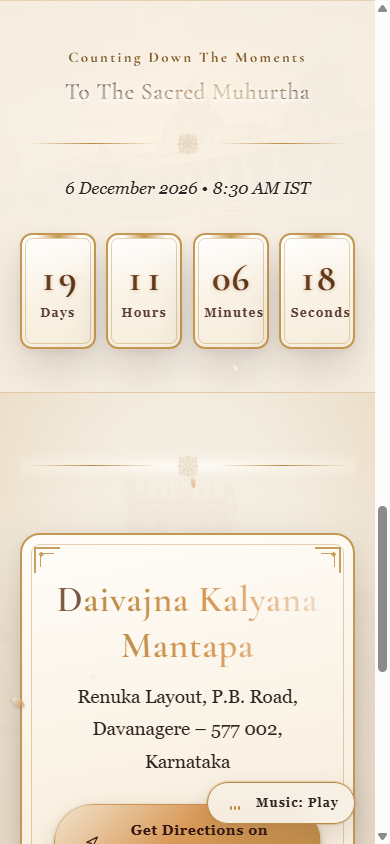 Counting Down The Moments
To The Sacred Muhurtha
6 December 2026 • 8:30 AM IST
19 11 06 18
Days Hours Minutes Seconds
Daivajna Kalyana
Mantapa
Renuka Layout, P.B. Road,
Davanagere – 577 002,
Karnataka
Music: Play
Get Directions on